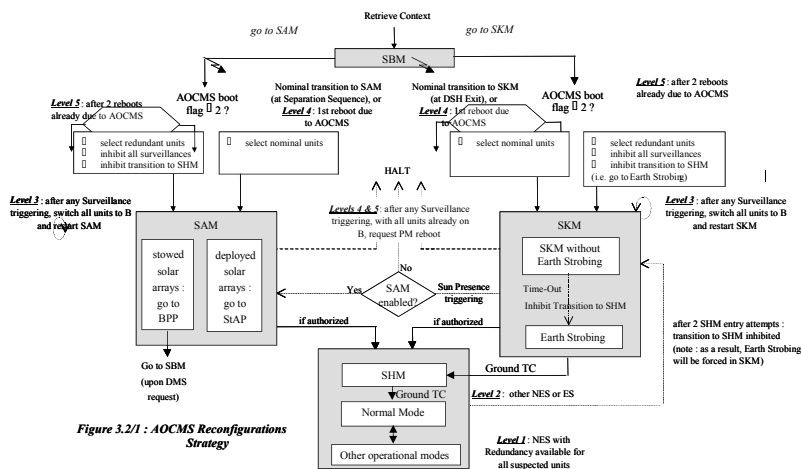 Retrieve Context
go to SAM
go to SKM
SBM
Level 5 : after 2 reboots
already due to AOCMS
AOCMS boot
flag 2 ?
Nominal transition to SAM
(at Separation Sequence), or
Level 4 : 1st reboot due
to AOCMS
Nominal transition to SKM
(at DSH Exit), or
Level 4 : 1st reboot due
to AOCMS
AOCMS boot
flag 2 ?
Level 5 : after 2 reboots
already due to AOCMS
select redundant units
inhibit all surveillances
inhibit transition to SHM
select nominal units
select nominal units
select redundant units
inhibit all surveillances
inhibit transition to SHM
(i.e. go to Earth Strobing)
HALT
Level 3 : after any Surveillance
triggering, switch all units to B
and restart SAM
Levels 4 & 5 : after any Surveillance
triggering, with all units already on
B, request PM reboot
Level 3 : after any Surveillance
triggering, switch all units to B
and restart SKM
SAM
stowed
solar
arrays :
go to
BPP
deployed
solar
arrays :
go to
StAP
SKM
SKM without
Earth Strobing
Time-Out
Inhibit Transition to SHM
Earth Strobing
No
Yes
SAM
enabled?
Sun Presence
triggering
if authorized
if authorized
after 2 SHM entry attempts :
transition to SHM inhibited
(note : as a result, Earth Strobing
will be forced in SKM)
Go to SBM
(upon DMS
request)
Ground TC
SHM
Ground TC
Level 2 : other NES or ES
Normal Mode
Other operational modes
Level 1 : NES with
Redundancy available for
all suspected units
Figure 3.2/1 : AOCMS Reconfigurations
Strategy